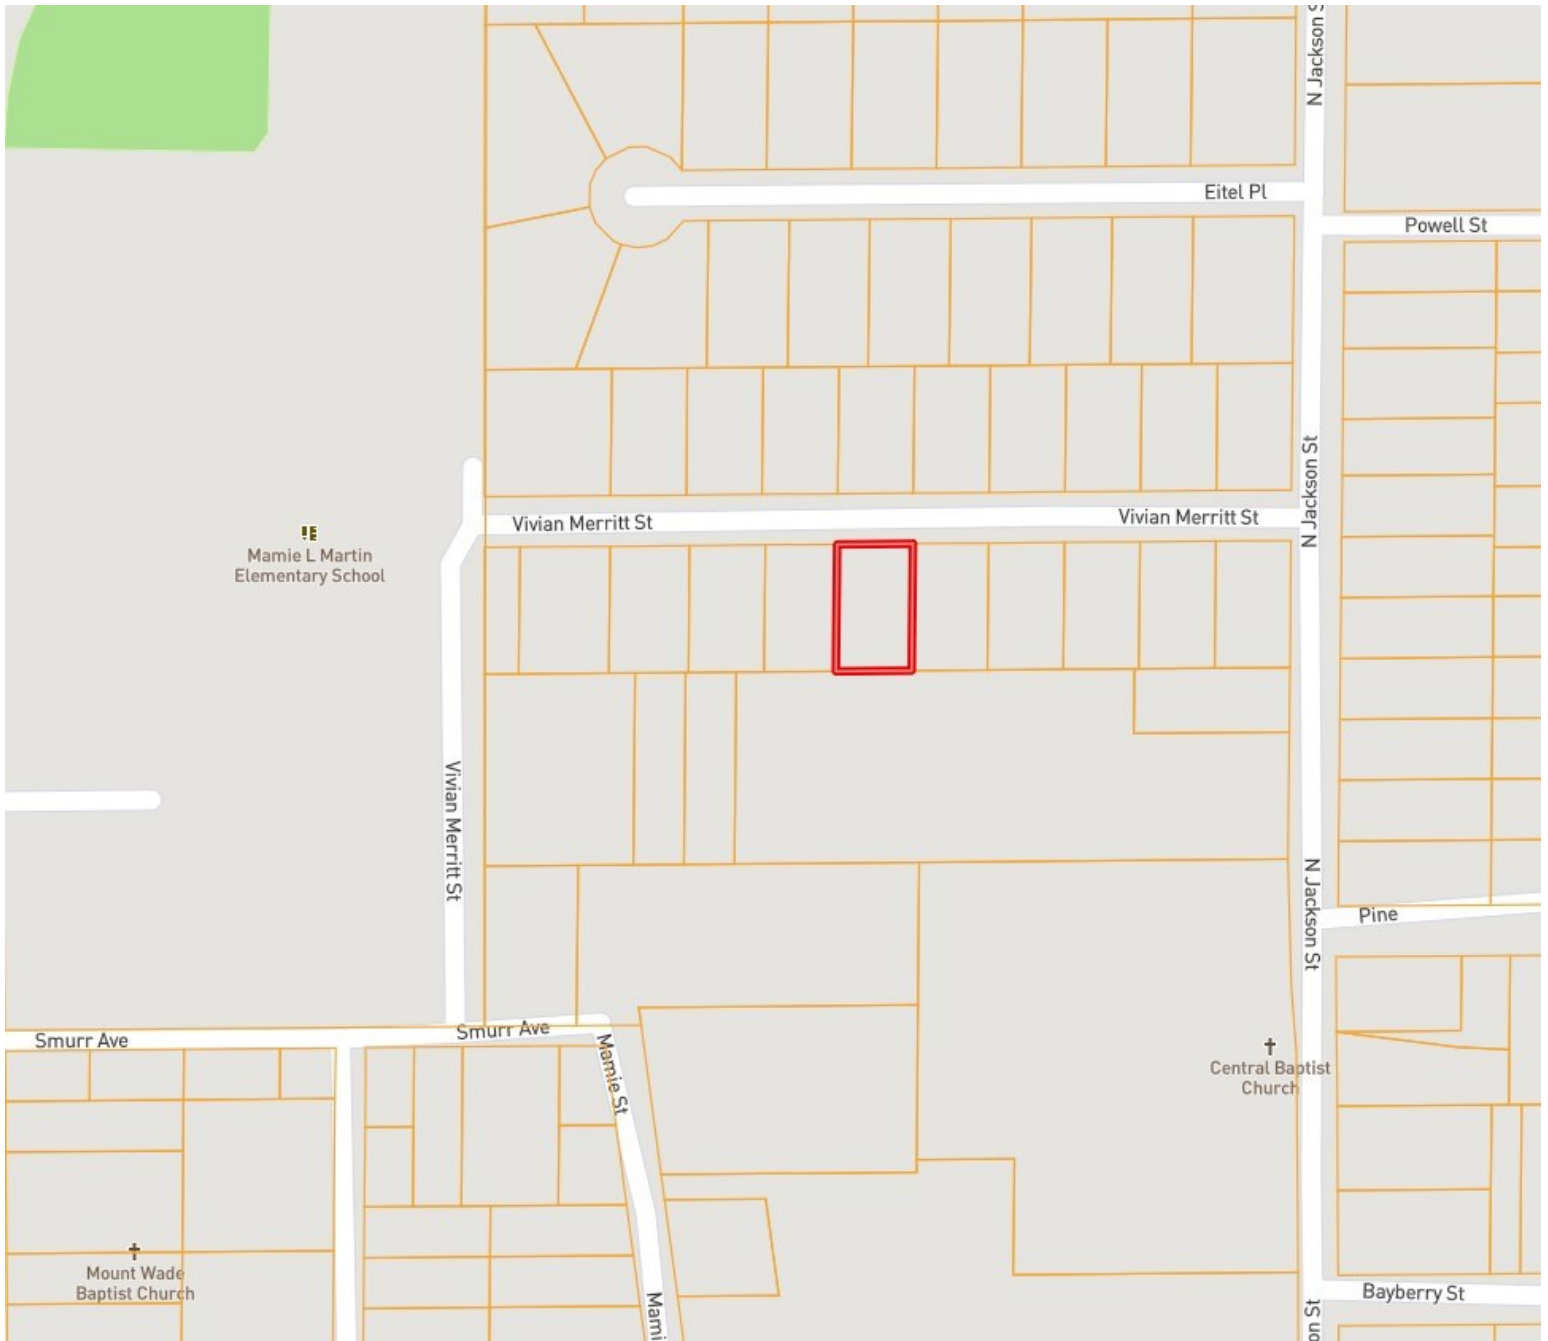 N Jackson S
Eitel Pl
Powell St
N Jackson St
Vivian Merritt St
Vivian Merritt St
Mamie L Martin
Elementary School
Vivian Merritt St
N Jackson St
Pine
Smurr Ave
Smurr Ave
Mamie St
Central Baptist
Church
Mount Wade
Baptist Church
Mami
on St
Bayberry St